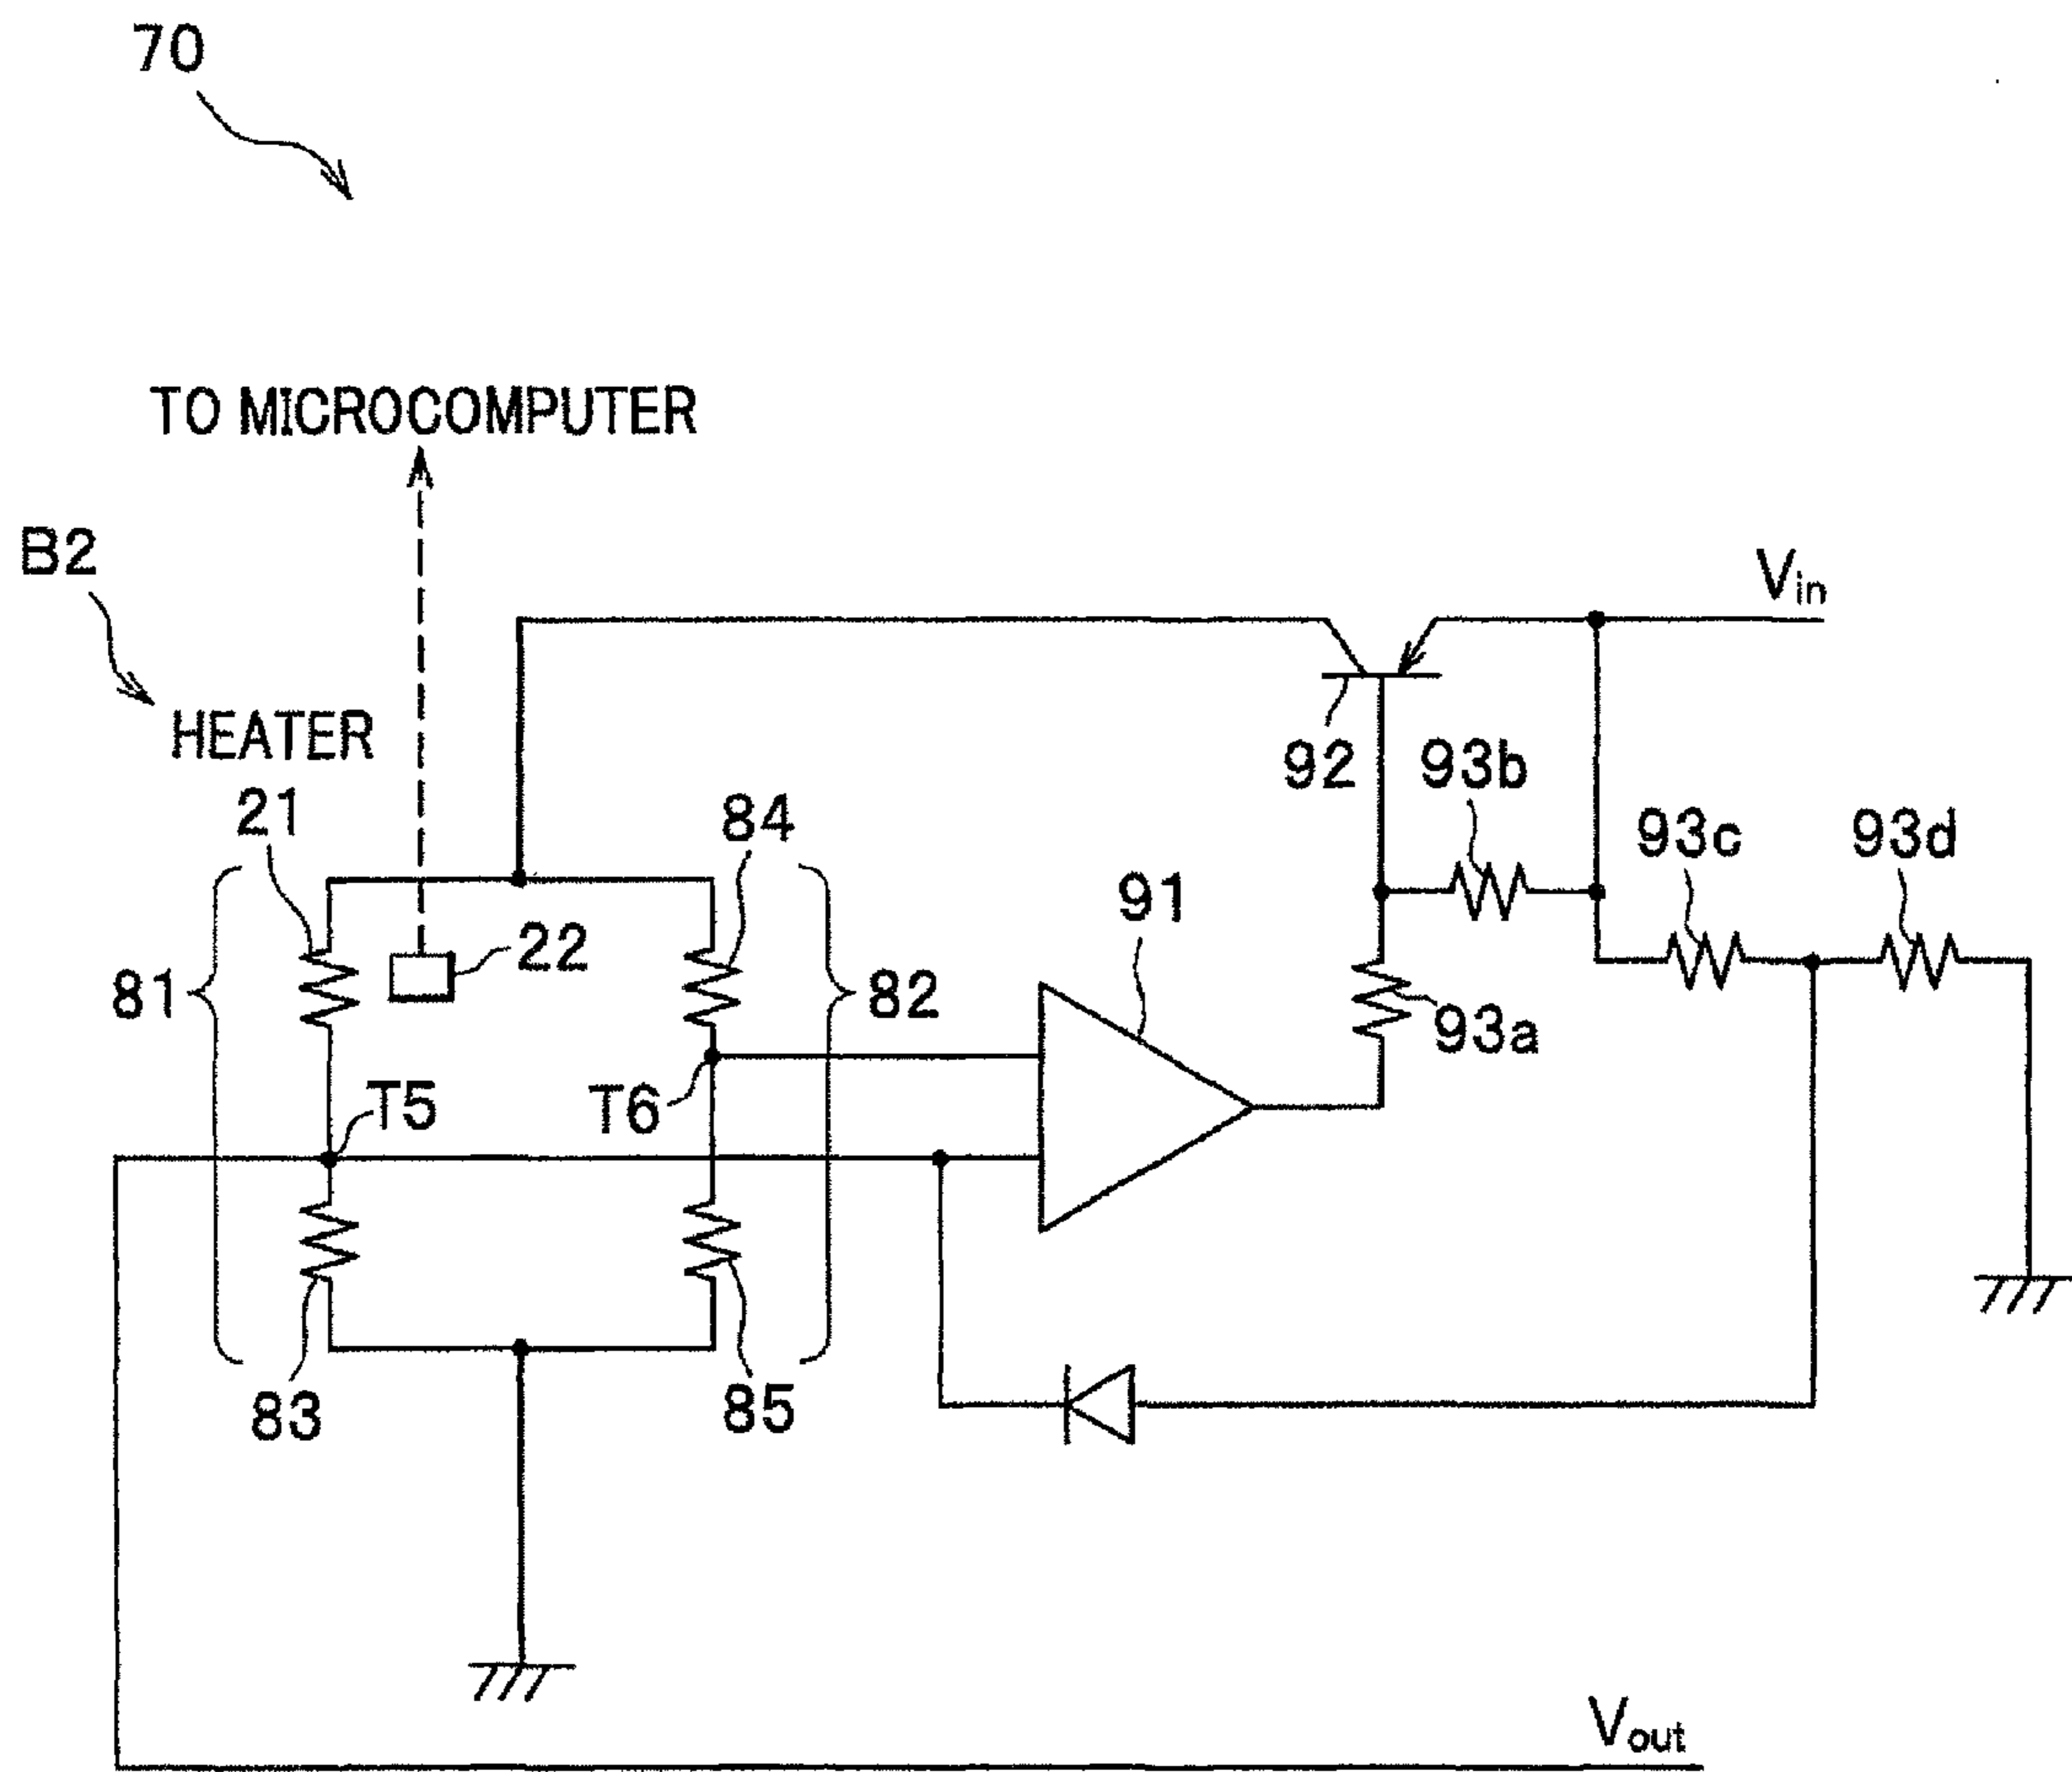 70
TO MICROCOMPUTER
B2
Vin
HEATER
21
92
93b
84
93c
93d
91
22
81
82
93a
T5
T6
83
85
Vout